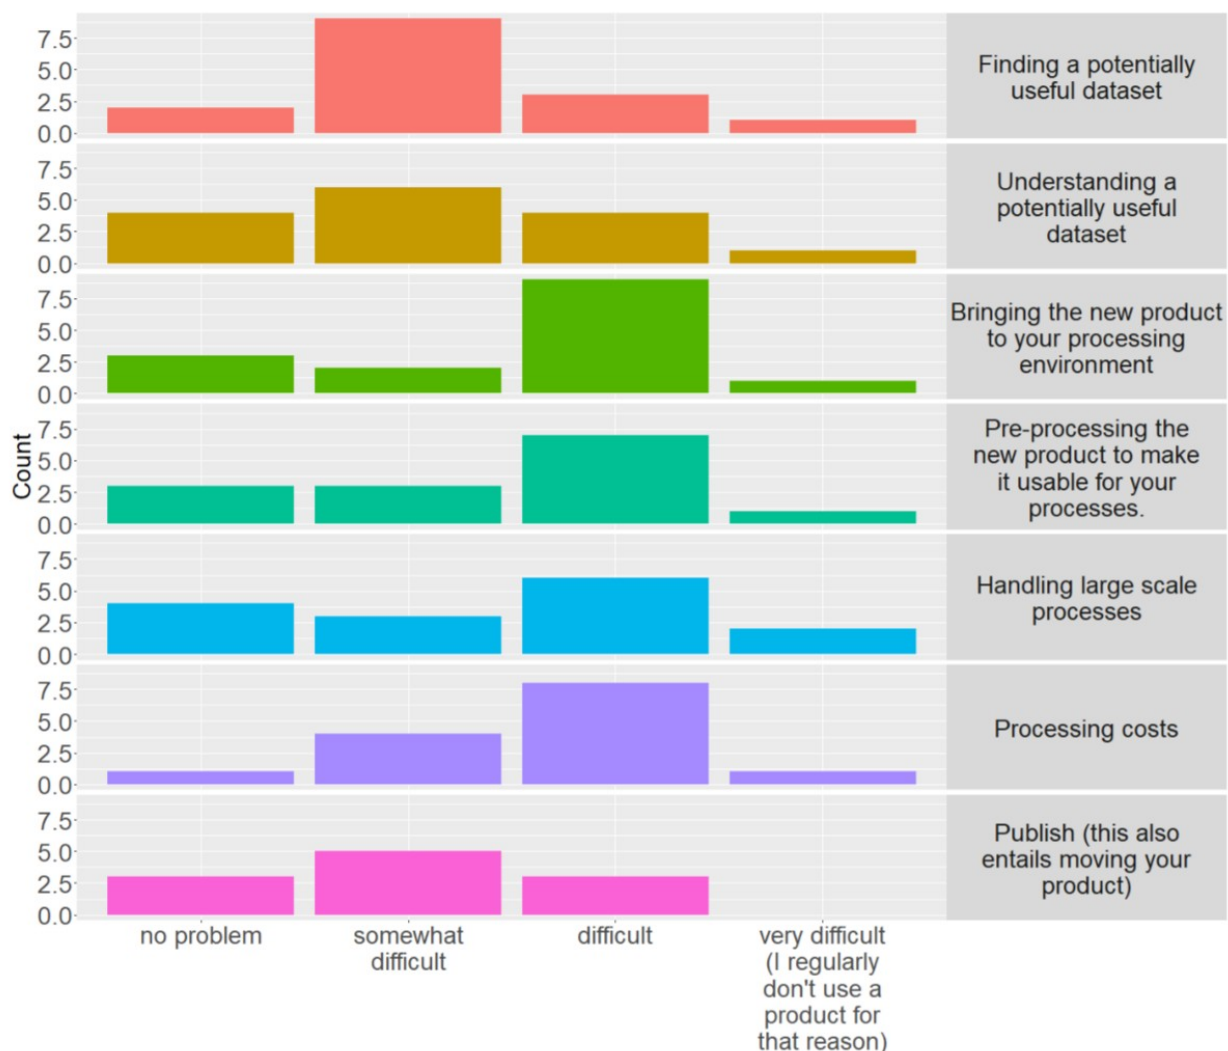 7.5
5.0
2.5
0.0
Finding a potentially
useful dataset
7.5
5.0
2.5
0.0
Understanding a
potentially useful
dataset
7.5
5.0
2.5
0.0
Bringing the new product
to your processing
environment
Count
7.5
5.0
2.5
0.0
Pre-processing the
new product to make
it usable for your
processes.
7.5
5.0
2.5
0.0
Handling large scale
processes
7.5
5.0
2.5
0.0
Processing costs
7.5
5.0
2.5
0.0
Publish (this also
entails moving your
product)
no problem
somewhat
difficult
difficult
very difficult
(I regularly
don't use a
product for
that reason)